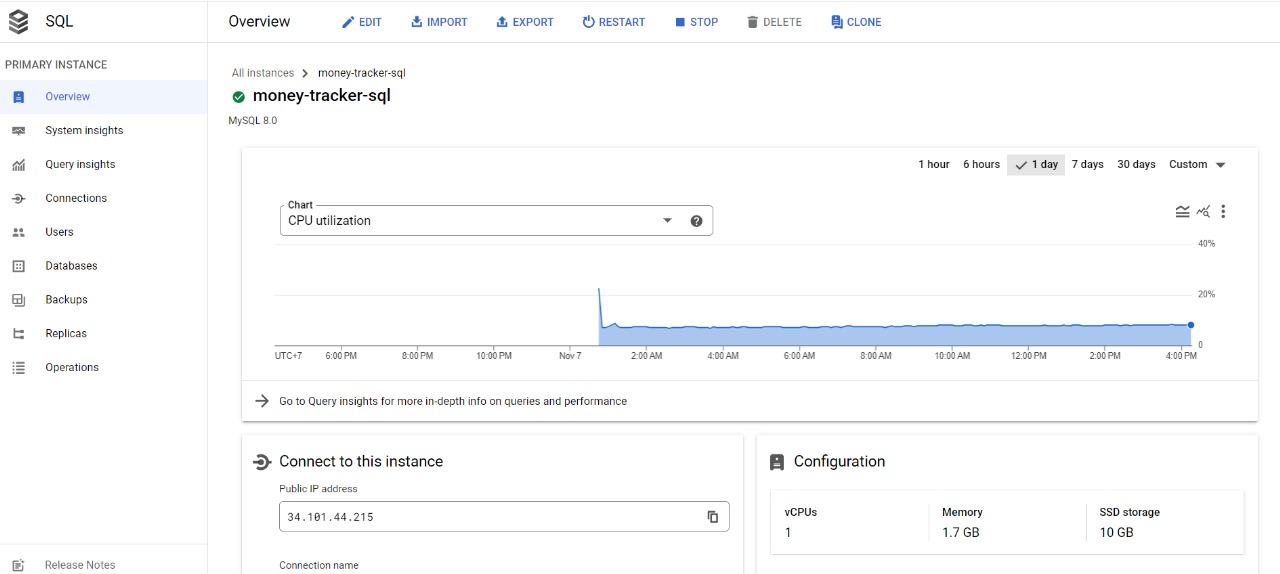 SQL
Overview
EDIT
IMPORT
EXPORT
RESTART
STOP
DELETE
CLONE
PRIMARY INSTANCE
Overview
System insights
Query insights
Connections
Users
Databases
Backups
Replicas
Operations
Release Notes
All instances
money-tracker-sql
money-tracker-sql
MySQL 8.0
1 hour 6 hours 1 day 7 days 30 days Custom
Chart
CPU utilization
40%
20%
0
UTC+7 6:00 PM 8:00 PM 10:00 PM Nov 7 2:00 AM 4:00 AM 6:00 AM 8:00 AM 10:00 AM 12:00 PM 2:00 PM 4:00 PM
Go to Query insights for more in-depth info on queries and performance
Connect to this instance
Public IP address
34.101.44.215
Connection name
Configuration
vCPUs Memory SSD storage
1 1.7 GB 10 GB